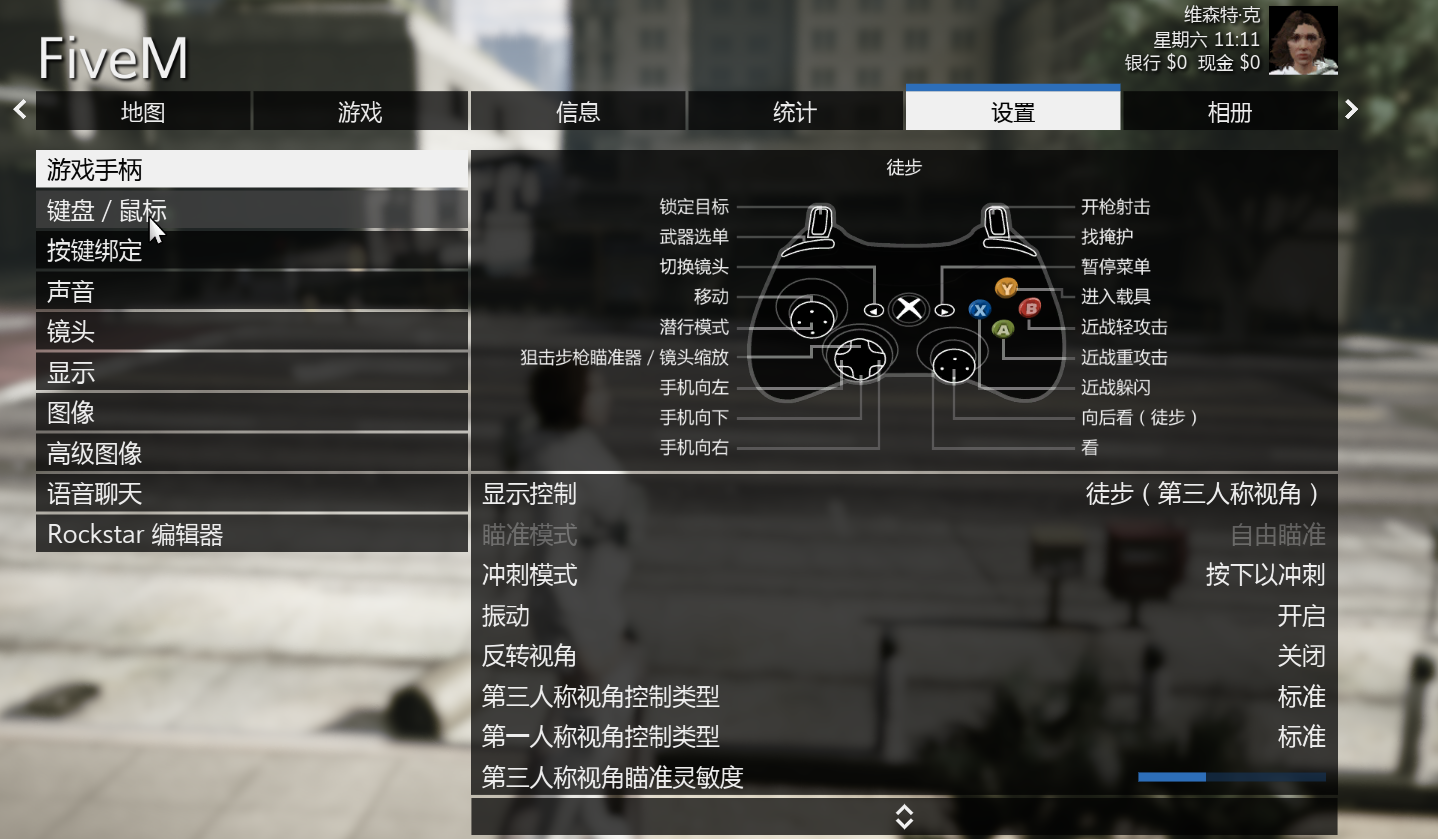 FiveM
维森特·克
星期六 11:11
银行 $0 现金 $0
地图
游戏
信息
统计
设置
相册
游戏手柄
键盘 / 鼠标
按键绑定
声音
镜头
显示
图像
高级图像
语音聊天
Rockstar 编辑器
徒步
锁定目标
武器选单
切换镜头
移动
潜行模式
狙击步枪瞄准器 / 镜头缩放
手机向左
手机向下
手机向右
Y
X
B
A
开枪射击
找掩护
暂停菜单
进入载具
近战轻攻击
近战重攻击
近战躲闪
向后看（徒步）
看
显示控制 徒步（第三人称视角）
瞄准模式 自由瞄准
冲刺模式 按下以冲刺
振动 开启
反转视角 关闭
第三人称视角控制类型 标准
第一人称视角控制类型 标准
第三人称视角瞄准灵敏度